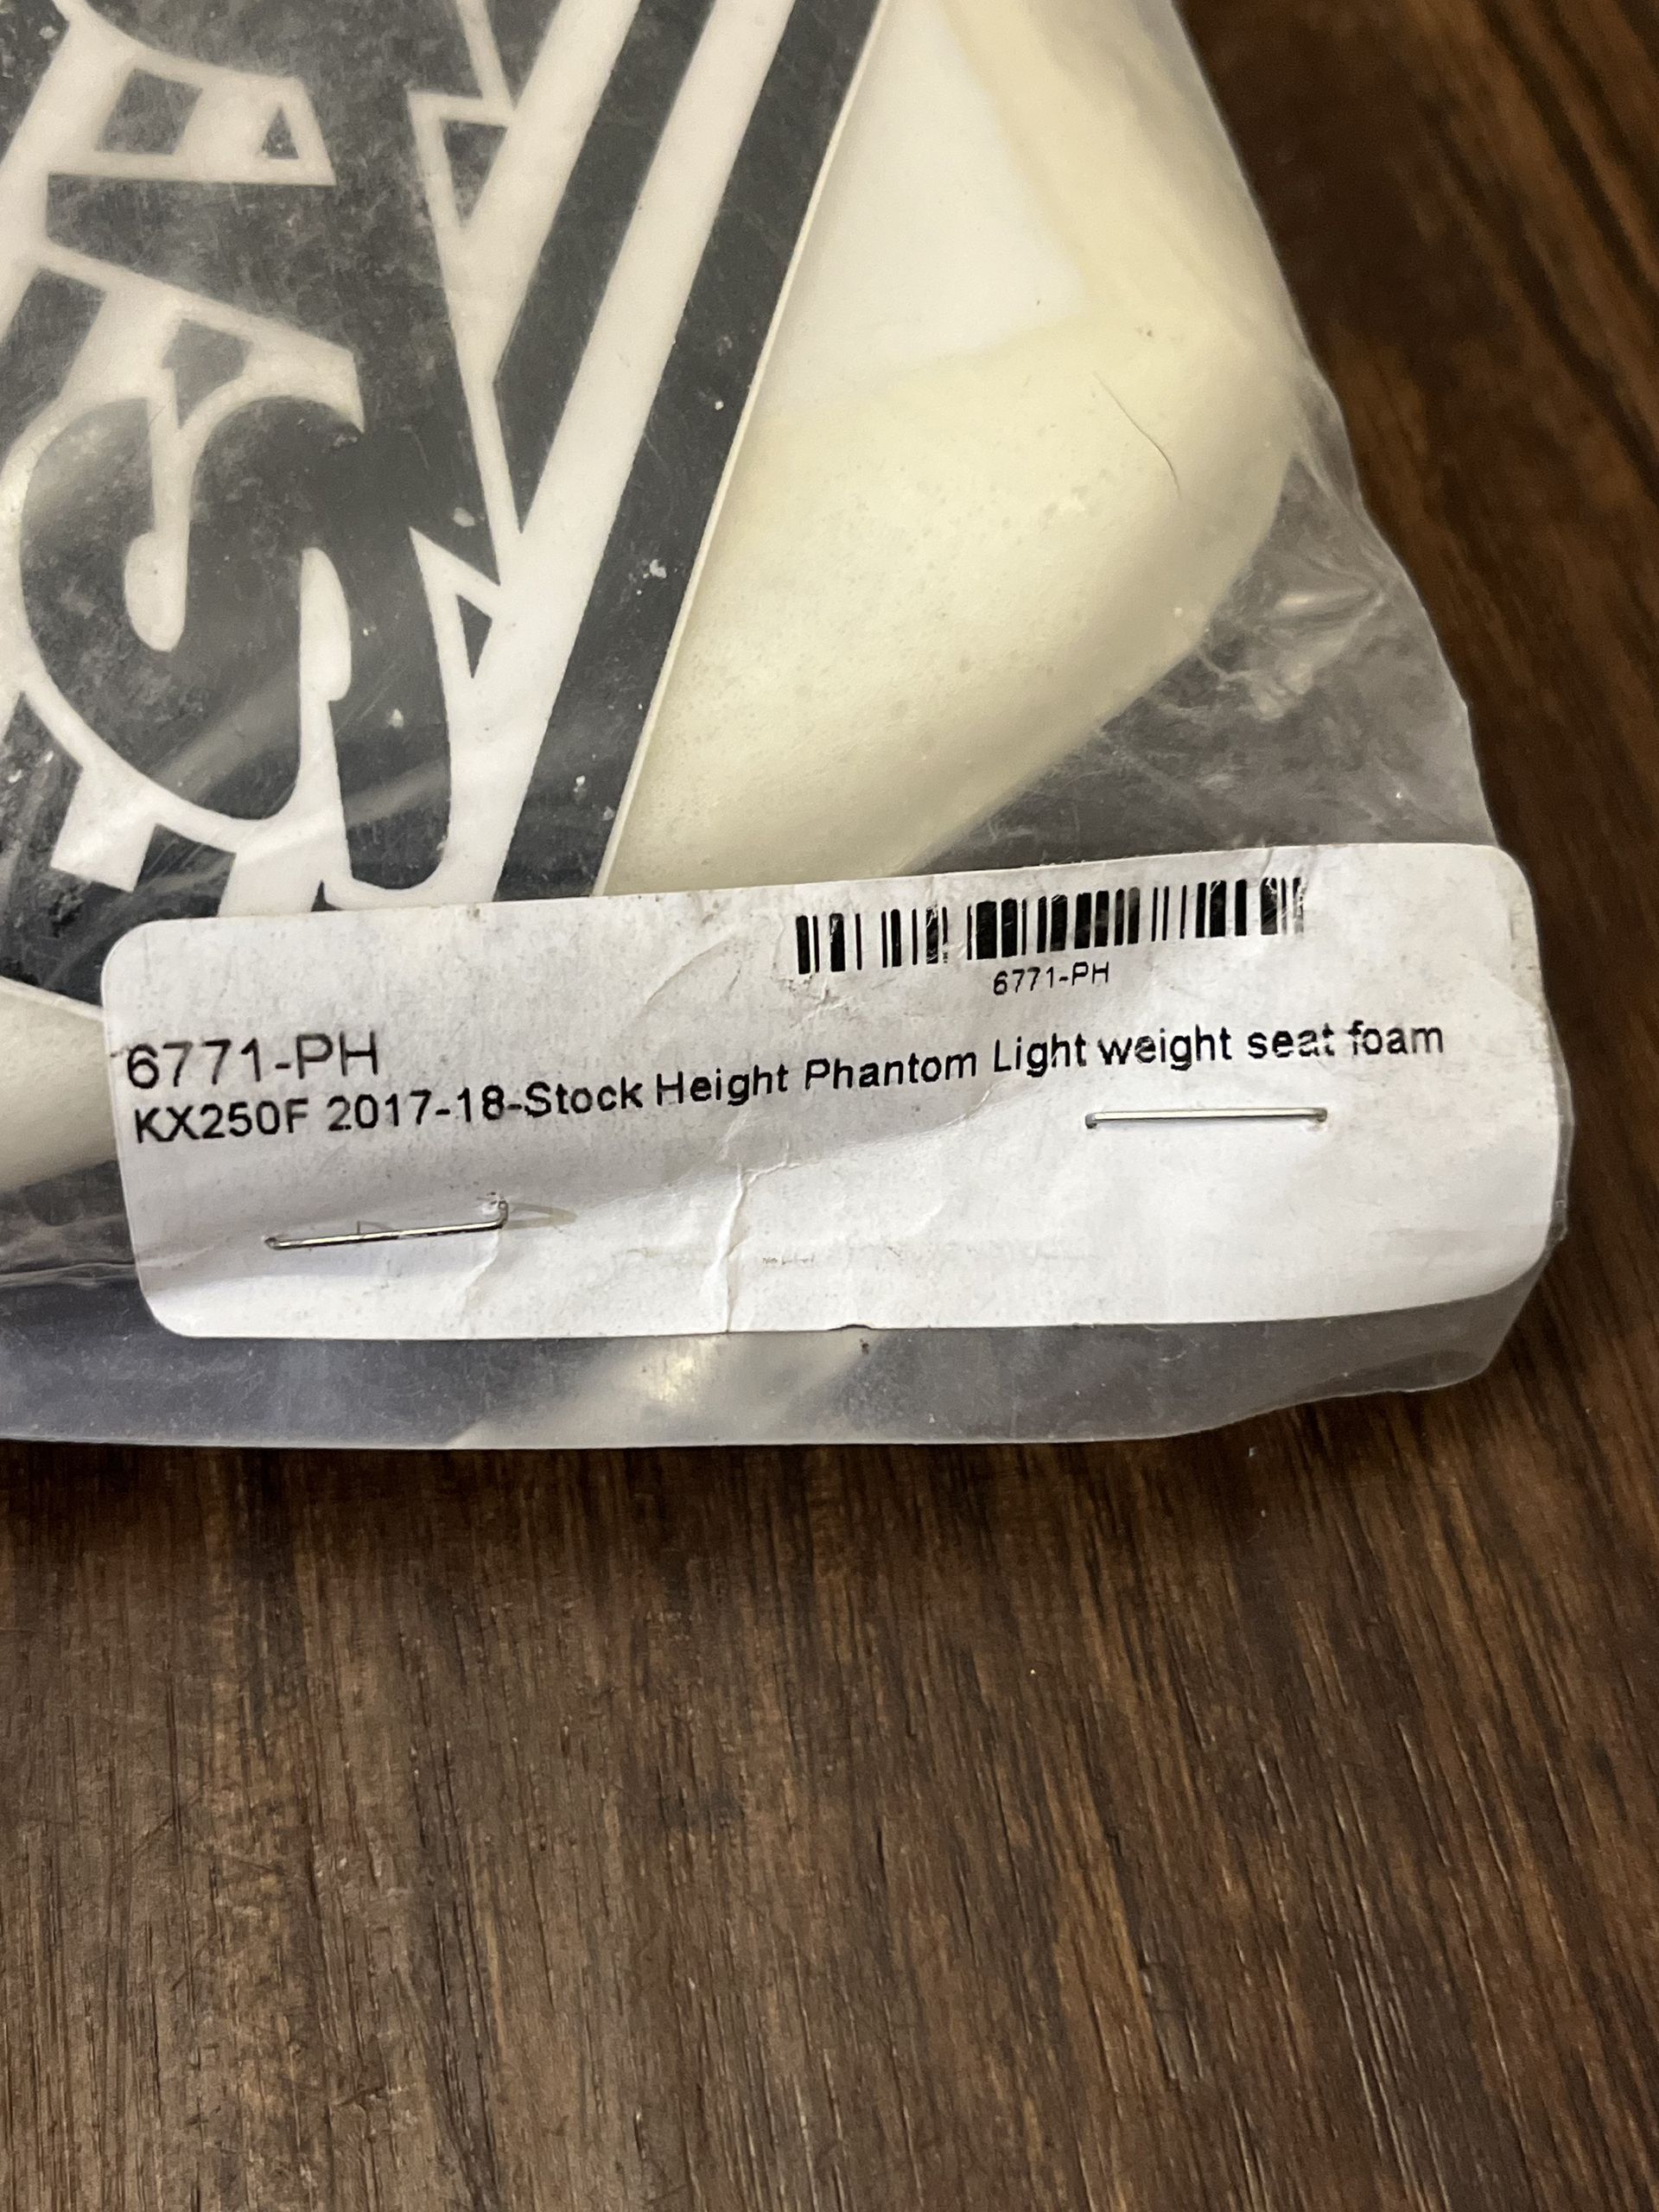 6771-PH
6771-PH
KX250F 2017-18-Stock Height Phantom Light weight seat foam